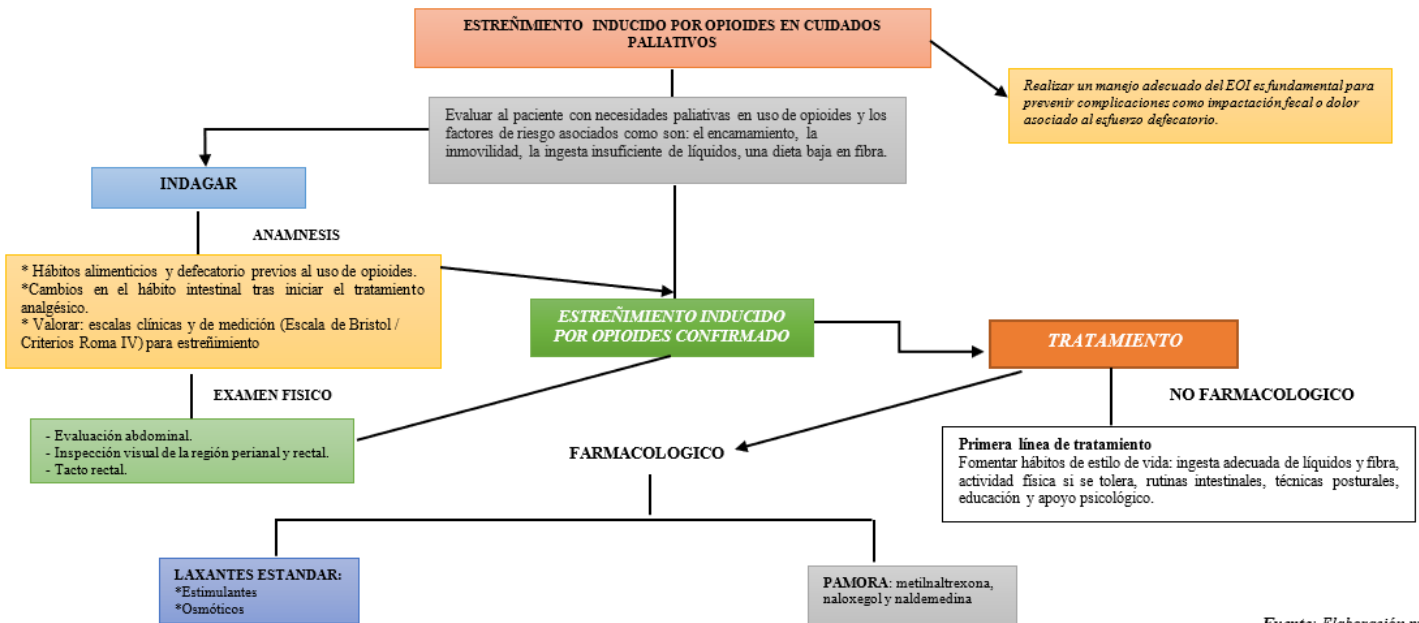 ESTREÑIMIENTO INDUCIDO POR OPIOIDES EN CUIDADOS
PALIATIVOS
Realizar un manejo adecuado del EOI es fundamental para
prevenir complicaciones como impactación fecal o dolor
asociado al esfuerzo defecatorio.
Evaluar al paciente con necesidades paliativas en uso de opioides y los
factores de riesgo asociados como son: el encamamiento, la
inmovilidad, la ingesta insuficiente de líquidos, una dieta baja en fibra.
INDAGAR
ANAMNESIS
* Hábitos alimenticios y defecatorio previos al uso de opioides.
*Cambios en el hábito intestinal tras iniciar el tratamiento
analgésico.
* Valorar: escalas clínicas y de medición (Escala de Bristol /
Criterios Roma IV) para estreñimiento
ESTREÑIMIENTO INDUCIDO
POR OPIOIDES CONFIRMADO
TRATAMIENTO
EXAMEN FISICO
- Evaluación abdominal.
- Inspección visual de la región perianal y rectal.
- Tacto rectal.
NO FARMACOLOGICO
Primera línea de tratamiento
Fomentar hábitos de estilo de vida: ingesta adecuada de líquidos y fibra,
actividad física si se tolera, rutinas intestinales, técnicas posturales,
educación y apoyo psicológico.
FARMACOLOGICO
LAXANTES ESTANDAR:
*Estimulantes
*Osmóticos
PAMORA: metilnaltrexona,
naloxegol y naldemedina
Fuente: Elaboración